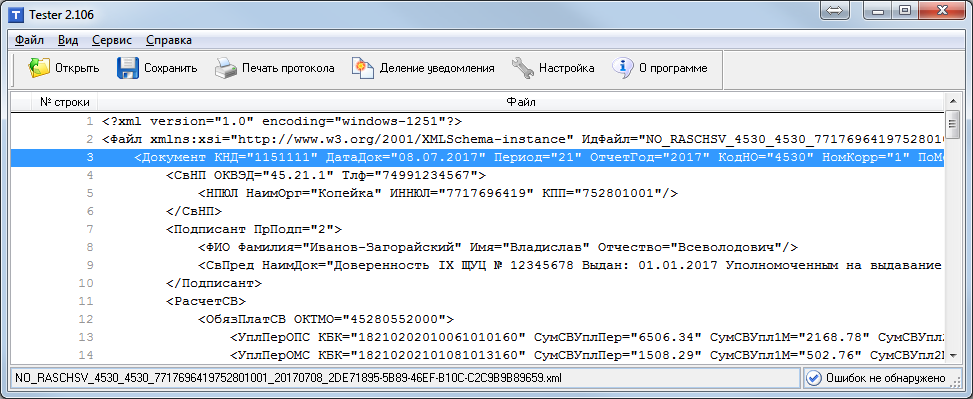 Tester 2.106
Файл Вид Сервис Справка
Открыть Сохранить Печать протокола Деление уведомления Настройка О программе
№ строки Файл
1 <?xml version="1.0" encoding="windows-1251"?>
2 <Файл xmlns:xsi="http://www.w3.org/2001/XMLSchema-instance" ИдФайл="NO_RASCHSV_4530_4530_7717696419752801
3 <Документ КНД="1151111" ДатаДок="08.07.2017" Период="21" ОтчетГод="2017" КодНО="4530" НомКорр="1" ПоМ
4 <СвНП ОКВЭД="45.21.1" Тлф="74991234567">
5 <НПЮЛ НаимОрг="Копейка" ИННЮЛ="7717696419" КПП="752801001"/>
6 </СвНП>
7 <Подписант ПрПодп="2">
8 <ФИО Фамилия="Иванов-Загорайский" Имя="Владислав" Отчество="Всеволодович"/>
9 <СвПред НаимДок="Доверенность IX ЩУЦ № 12345678 Выдан: 01.01.2017 Уполномоченным на выдавание
10 </Подписант>
11 <РасчетСВ>
12 <ОбязПлатСВ ОКТМО="45280552000">
13 <УплПерОПС КБК="18210202010061010160" СумСВУплПер="6506.34" СумСВУпл1М="2168.78" СумСВУпл2
14 <УплПерОМС КБК="18210202101081013160" СумСВУплПер="1508.29" СумСВУпл1М="502.76" СумСВУпл2М
NO_RASCHSV_4530_4530_7717696419752801001_20170708_2DE71895-5B89-46EF-B10C-C2C9B9B89659.xml Ошибок не обнаружено